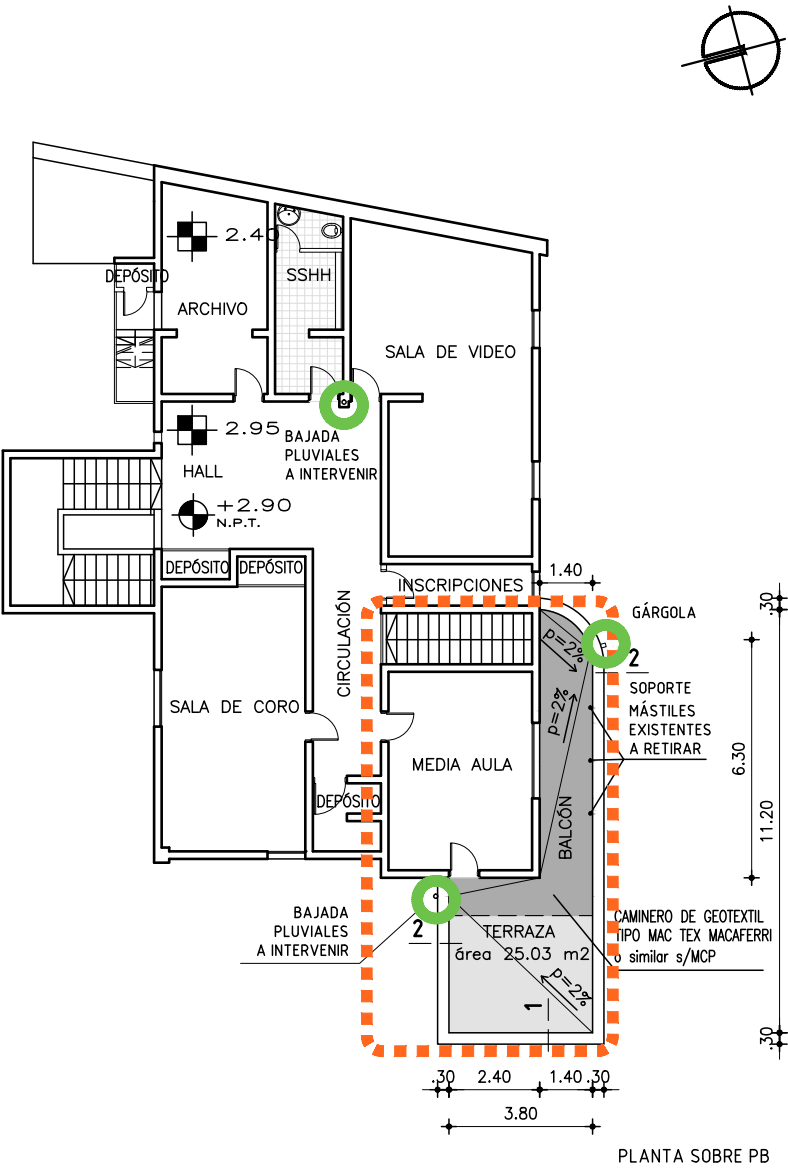 2.40
DEPÓSITO
SSHH
ARCHIVO
SALA DE VIDEO
2.95
BAJADA
PLUVIALES
A INTERVENIR
HALL
+2.90
N.P.T.
DEPÓSITO
DEPÓSITO
INSCRIPCIONES
1.40
.30
GÁRGOLA
CIRCULACIÓN
p=2%
2
SOPORTE
MÁSTILES
EXISTENTES
A RETIRAR
p=2%
SALA DE CORO
MEDIA AULA
6.30
DEPÓSITO
BALCÓN
11.20
BAJADA
PLUVIALES
A INTERVENIR
2
TERRAZA
área 25.03 m2
CAMINERO DE GEOTEXTIL
TIPO MAC TEX MACAFERRI
o similar s/MCP
p=2%
1
.30
.30 2.40 1.40 .30
3.80
PLANTA SOBRE PB